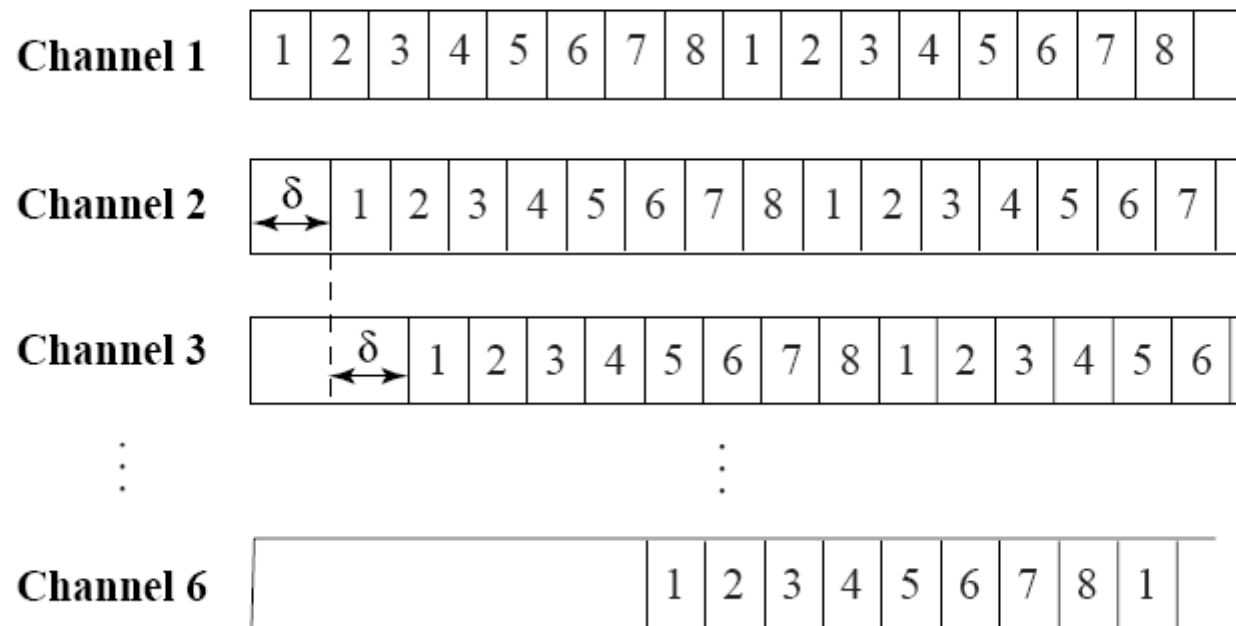 Channel 1 1 2 3 4 5 6 7 8 1 2 3 4 5 6 7 8
Channel 2 δ 1 2 3 4 5 6 7 8 1 2 3 4 5 6 7
Channel 3 δ 1 2 3 4 5 6 7 8 1 2 3 4 5 6
Channel 6 1 2 3 4 5 6 7 8 1